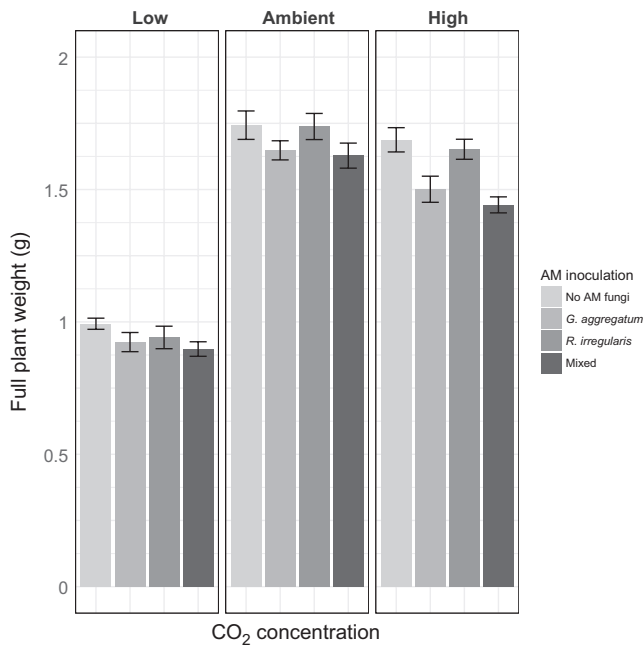 Low Ambient High
2
1.5
1
0.5
0
Full plant weight (g)
CO₂ concentration
AM inoculation
No AM fungi
G. aggregatum
R. irregularis
Mixed